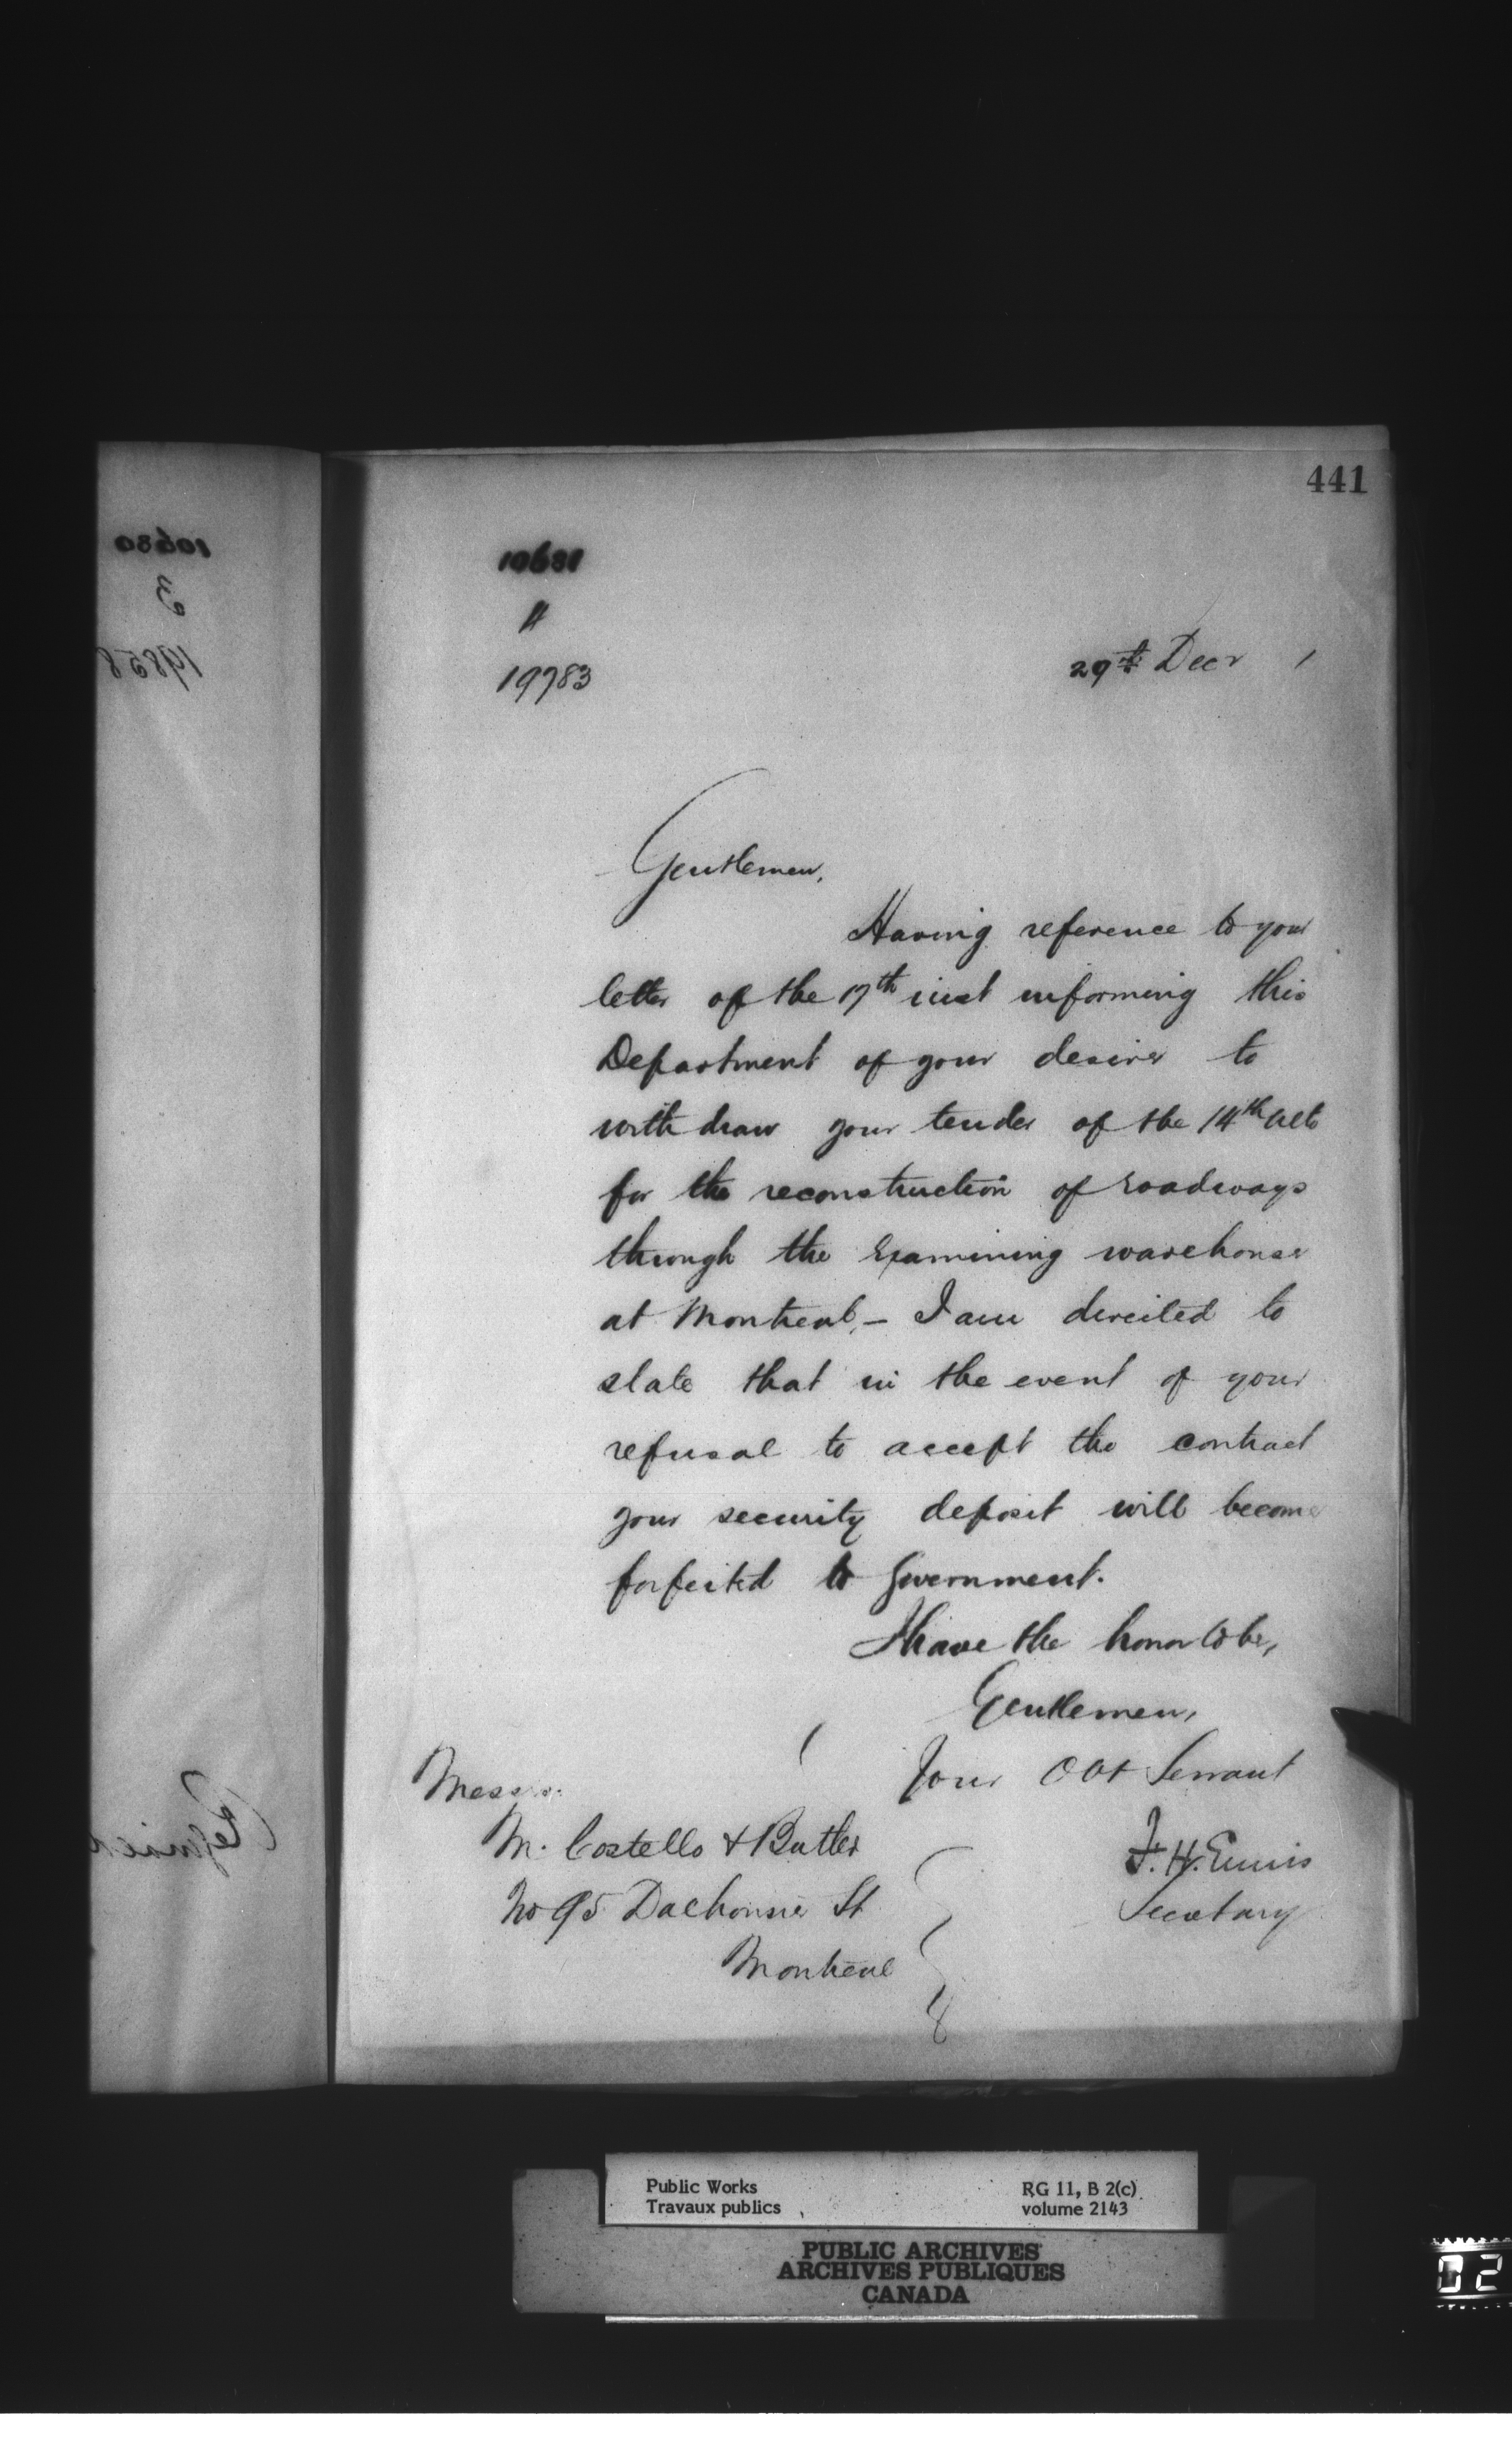 441
10681
A
19783
29th Decr 1
Gentlemen,
Having reference to your
letter of the 17th inst informing this
Department of your desire to
withdraw your tender of the 14th ulto
for the reconstruction of roadways
through the Examining warehouse
at Montreal, – I am directed to
state that in the event of your
refusal to accept the contract
your security deposit will become
forfeited to Government.
I have the honor to be,
Gentlemen,
Your Obt Servant
F. H. Ennis
Secretary
Messrs.
M. Costello & Butler
No 95 Dalhousie St
Montreal
10680
3
19858
Public Works
Travaux publics
RG 11, B 2(c)
volume 2143
PUBLIC ARCHIVES
ARCHIVES PUBLIQUES
CANADA
02